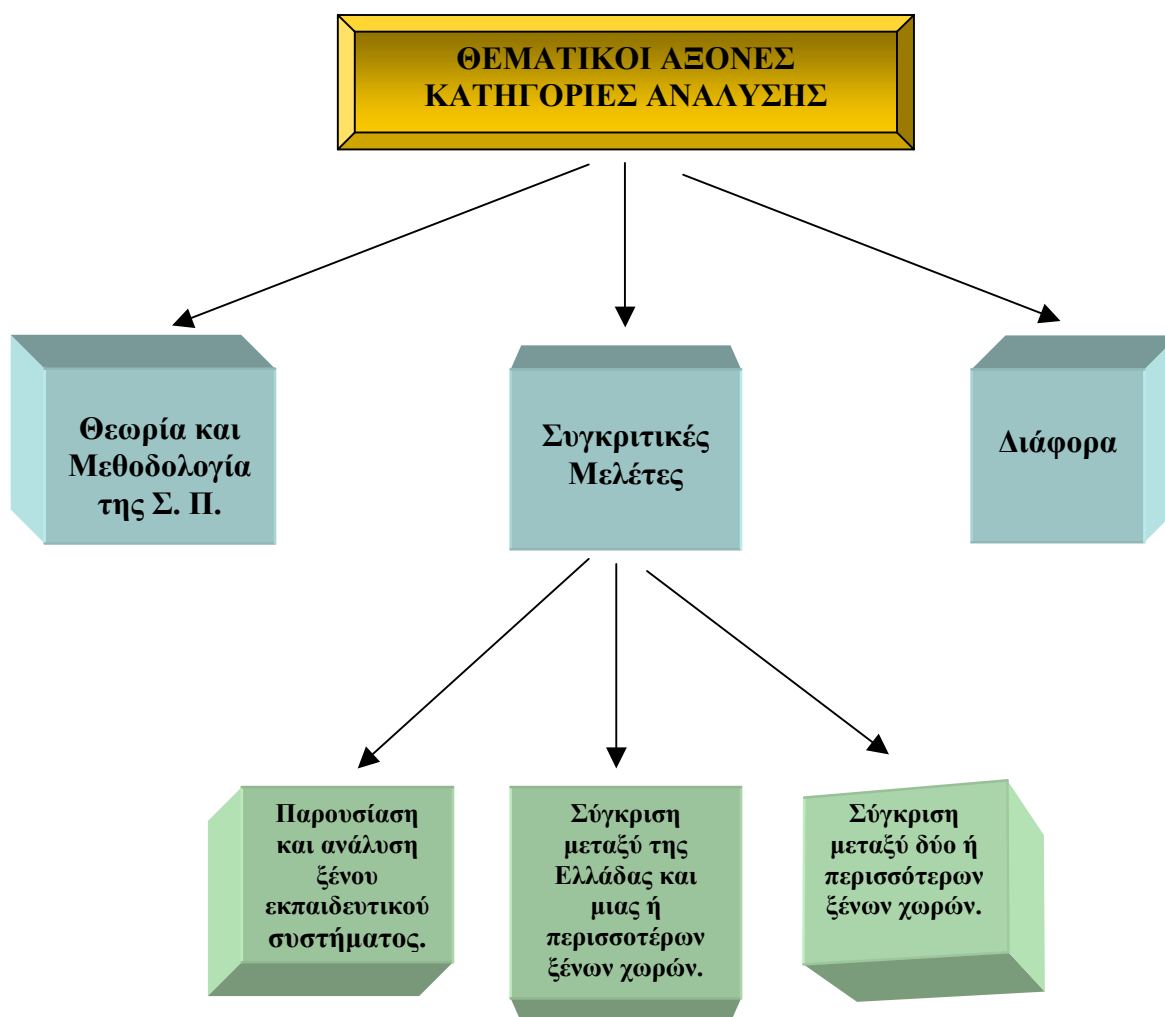 ΘΕΜΑΤΙΚΟΙ ΑΞΟΝΕΣ
ΚΑΤΗΓΟΡΙΕΣ ΑΝΑΛΥΣΗΣ
Θεωρία και
Μεθοδολογία
της Σ. Π.
Συγκριτικές
Μελέτες
Διάφορα
Παρουσίαση
και ανάλυση
ξένου
εκπαιδευτικού
συστήματος.
Σύγκριση
μεταξύ της
Ελλάδας και
μιας ή
περισσοτέρων
ξένων χωρών.
Σύγκριση
μεταξύ δύο ή
περισσότερων
ξένων χωρών.